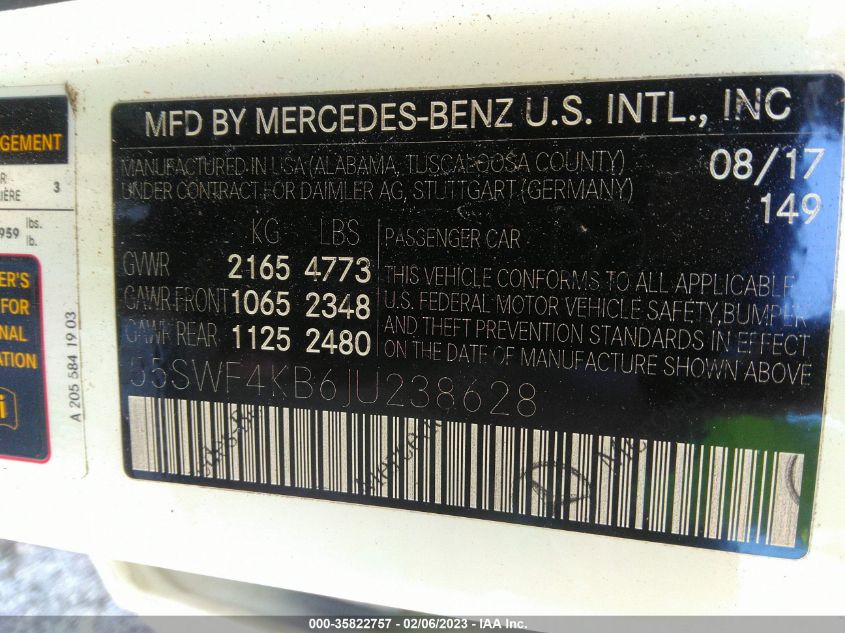 GEMENT
R
IÈRE 3
959 lbs.
lb.
ER'S
FOR
NAL
ATION
i
A 205 584 19 03
MFD BY MERCEDES-BENZ U.S. INTL., INC
MANUFACTURED IN USA (ALABAMA, TUSCALOOSA COUNTY)
UNDER CONTRACT FOR DAIMLER AG, STUTTGART (GERMANY)
08/17
149
KG LBS
GVWR 2165 4773
GAWR FRONT 1065 2348
GAWR REAR 1125 2480
PASSENGER CAR
THIS VEHICLE CONFORMS TO ALL APPLICABLE
U.S. FEDERAL MOTOR VEHICLE SAFETY, BUMPER
AND THEFT PREVENTION STANDARDS IN EFFECT
ON THE DATE OF MANUFACTURE SHOWN ABOVE
55SWF4KB6JU238628
000-35822757 - 02/06/2023 - IAA Inc.